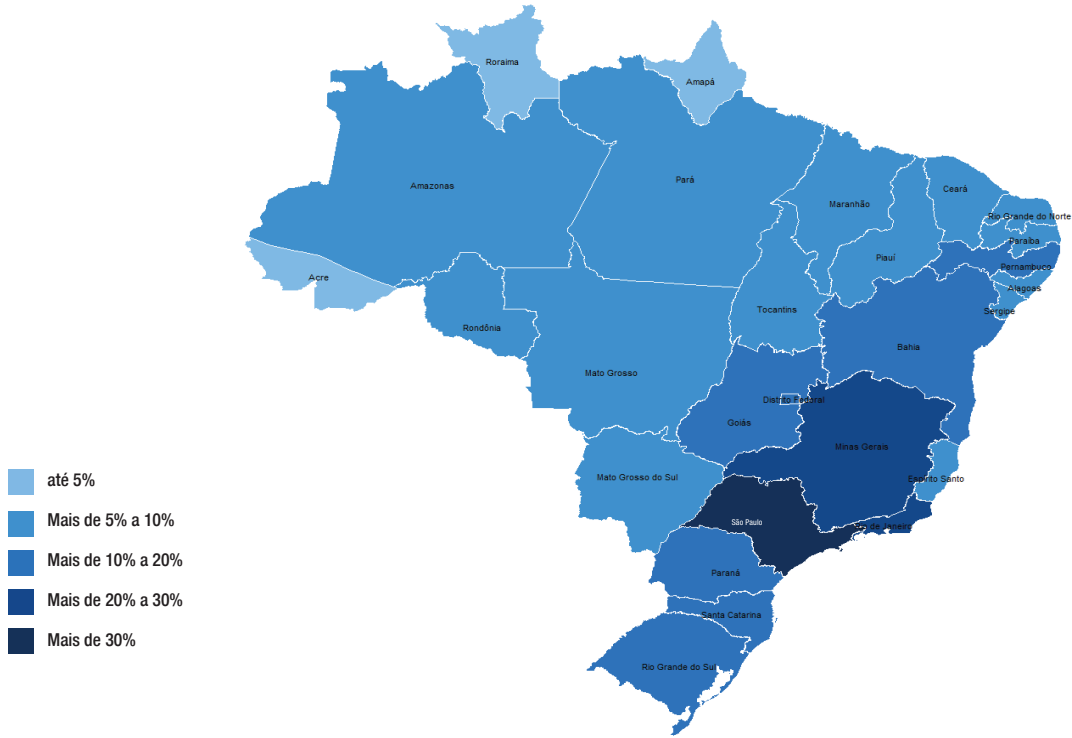 Roraima
Amapá
Amazonas
Pará
Maranhão
Ceará
Rio Grande do Norte
Paraíba
Piauí
Pernambuco
Acre
Alagoas
Sergipe
Tocantins
Rondônia
Bahia
Mato Grosso
Distrito Federal
Goiás
Minas Gerais
Mato Grosso do Sul
Espírito Santo
São Paulo
de Janeiro
Paraná
Santa Catarina
Rio Grande do Sul
até 5%
Mais de 5% a 10%
Mais de 10% a 20%
Mais de 20% a 30%
Mais de 30%